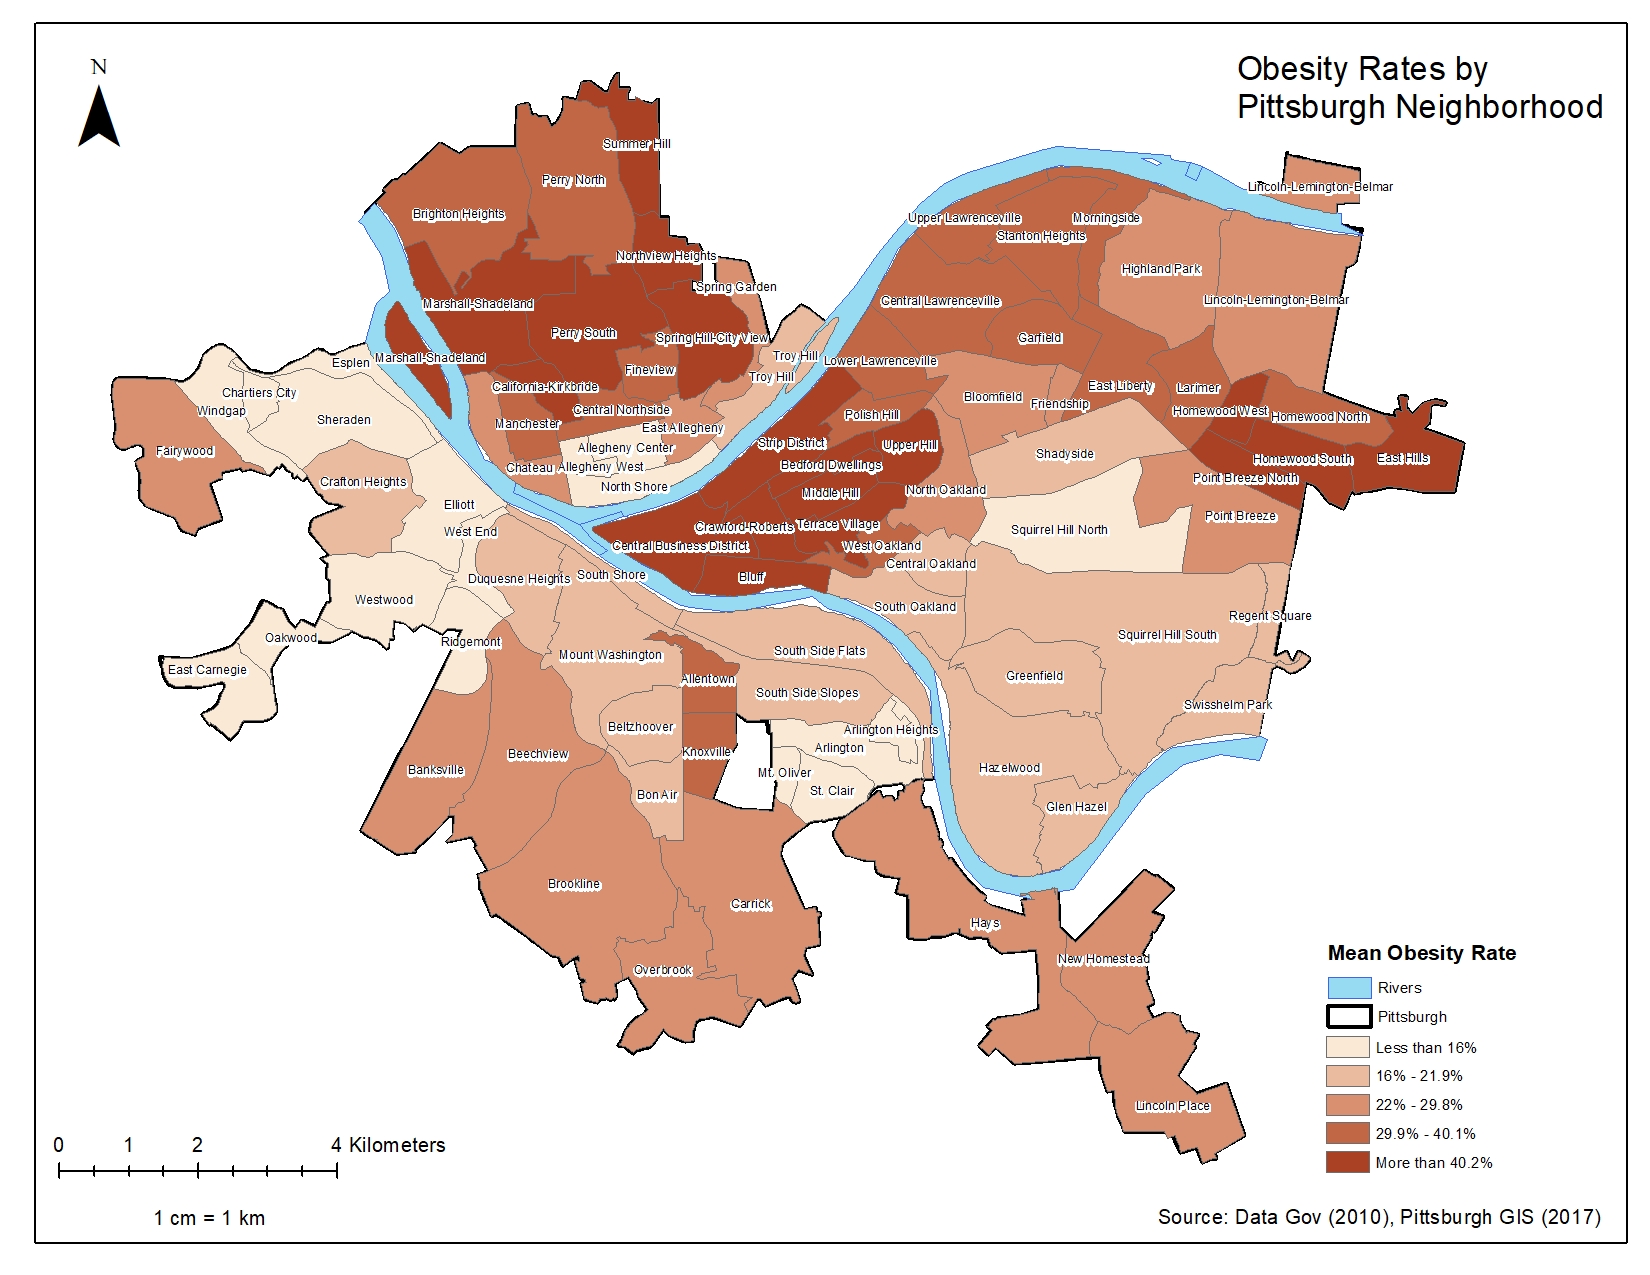 N
Obesity Rates by
Pittsburgh Neighborhood
Summer Hill
Perry North
Lincoln-Lemington-Belmar
Brighton Heights
Upper Lawrenceville
Morningside
Stanton Heights
Northview Heights
Highland Park
Spring Garden
Marshall-Shadeland
Central Lawrenceville
Lincoln-Lemington-Belmar
Perry South
Spring Hill-City View
Garfield
Esplen
Marshall-Shadeland
Troy Hill
Lower Lawrenceville
Fineview
Troy Hill
Chartiers City
California-Kirkbride
East Liberty
Larimer
Windgap
Central Northside
Bloomfield
Friendship
Homewood West
Homewood North
Sheraden
Manchester
East Allegheny
Polish Hill
Fairywood
Allegheny Center
Strip District
Upper Hill
Shadyside
Chateau
Allegheny West
Bedford Dwellings
Homewood South
East Hills
Crafton Heights
North Shore
Middle Hill
North Oakland
Point Breeze North
Elliott
Point Breeze
West End
Crawford-Roberts
Terrace Village
Squirrel Hill North
Central Business District
West Oakland
Duquesne Heights
South Shore
Bluff
Central Oakland
Westwood
South Oakland
Regent Square
Oakwood
Ridgemont
Squirrel Hill South
East Carnegie
Mount Washington
South Side Flats
Allentown
Greenfield
South Side Slopes
Swisshelm Park
Beltzhoover
Arlington Heights
Beechview
Knoxville
Arlington
Banksville
Mt. Oliver
Hazelwood
Bon Air
St. Clair
Glen Hazel
Brookline
Carrick
Hays
Overbrook
New Homestead
Lincoln Place
Mean Obesity Rate
Rivers
Pittsburgh
Less than 16%
16% - 21.9%
22% - 29.8%
29.9% - 40.1%
More than 40.2%
0 1 2 4 Kilometers
1 cm = 1 km
Source: Data Gov (2010), Pittsburgh GIS (2017)